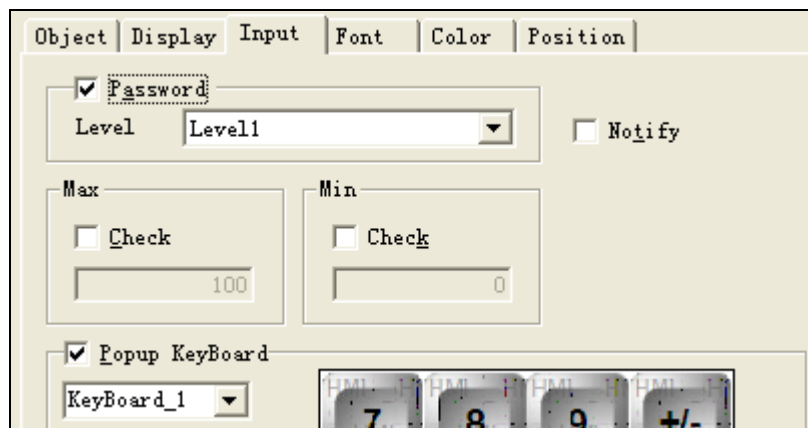 Object Display Input Font Color Position
Password
Level Level1 Notify
Max Min
Check Check
100 0
Popup KeyBoard
KeyBoard_1
7 8 9 +/-